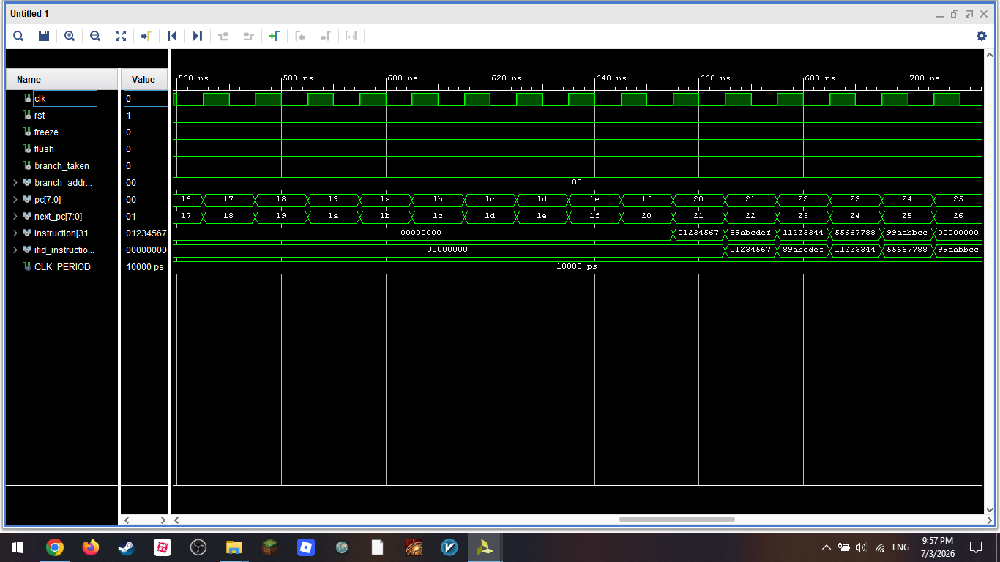 Untitled 1
Name Value
560 ns 580 ns 600 ns 620 ns 640 ns 660 ns 680 ns 700 ns
clk 0
rst 1
freeze 0
flush 0
branch_taken 0
branch_addr... 00 00
pc[7:0] 00 16 17 18 19 1a 1b 1c 1d 1e 1f 20 21 22 23 24 25
next_pc[7:0] 01 17 18 19 1a 1b 1c 1d 1e 1f 20 21 22 23 24 25 26
instruction[31... 01234567 00000000 01234567 89abcdef 11223344 55667788 99aabbcc 00000000
ifid_instructio... 00000000 00000000 01234567 89abcdef 11223344 55667788 99aabbcc
CLK_PERIOD 10000 ps 10000 ps
ENG
9:57 PM
7/3/2026